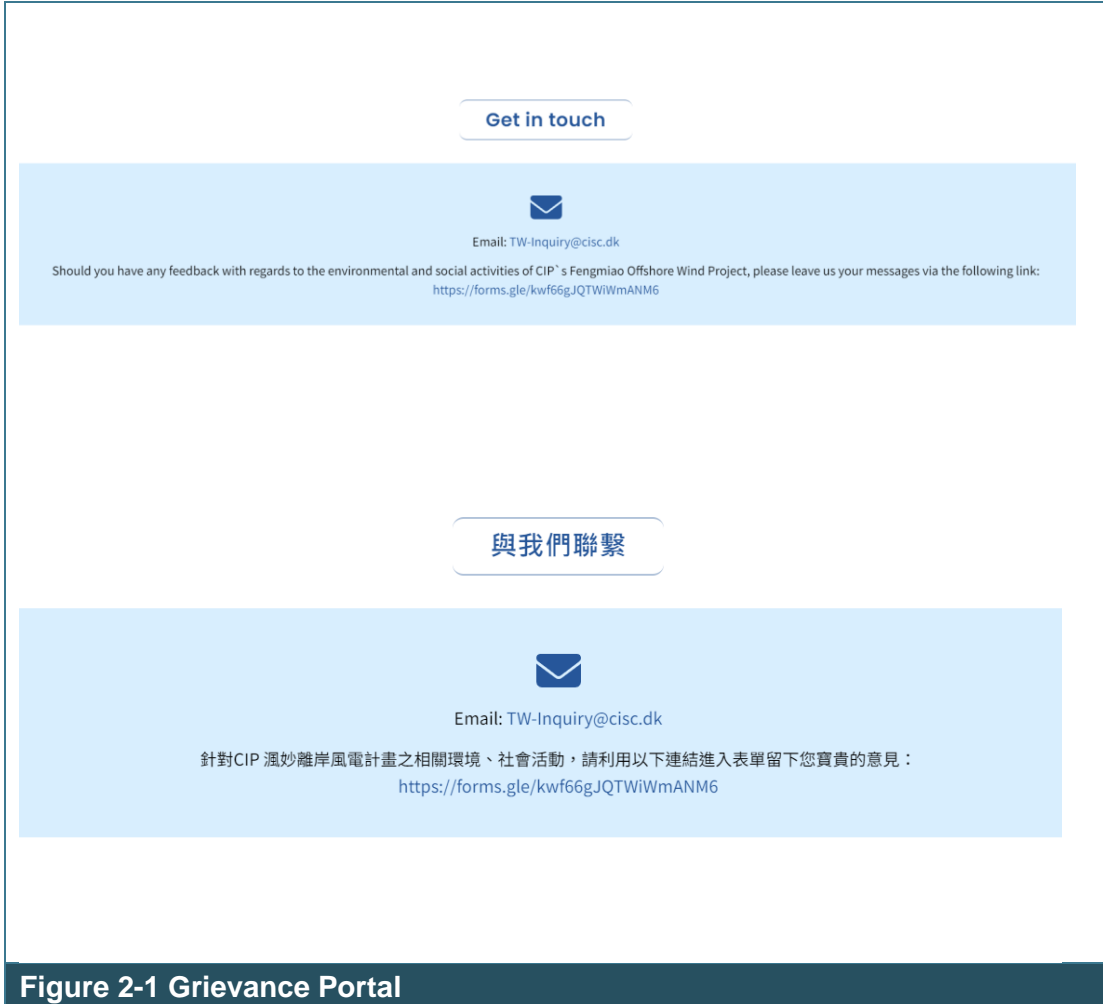 Get in touch
Email: TW-Inquiry@cisc.dk
Should you have any feedback with regards to the environmental and social activities of CIP`s Fengmiao Offshore Wind Project, please leave us your messages via the following link:
https://forms.gle/kwf66gJQTWiWmANM6
與我們聯繫
Email: TW-Inquiry@cisc.dk
針對CIP 渢妙離岸風電計畫之相關環境、社會活動，請利用以下連結進入表單留下您寶貴的意見：
https://forms.gle/kwf66gJQTWiWmANM6
Figure 2-1 Grievance Portal